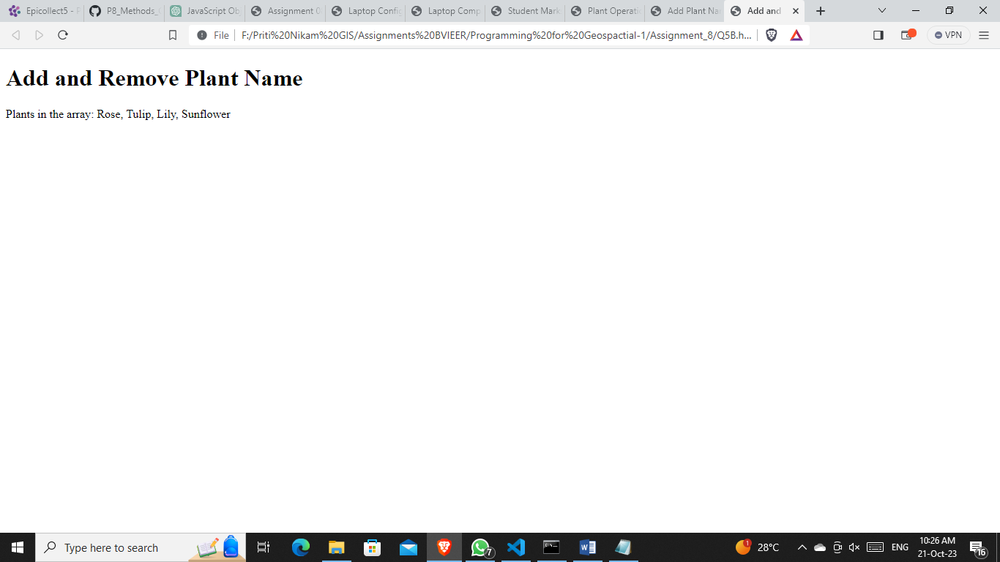 Epicollect5 - P
P8_Methods_
JavaScript Obj
Assignment 0
Laptop Config
Laptop Comp
Student Mark
Plant Operati
Add Plant Na
Add and
File
F:/Priti%20Nikam%20GIS/Assignments%20BVIEER/Programming%20for%20Geospactial-1/Assignment_8/Q5B.h...
VPN
Add and Remove Plant Name
Plants in the array: Rose, Tulip, Lily, Sunflower
Type here to search
7
1
28°C
ENG
10:26 AM
21-Oct-23
16